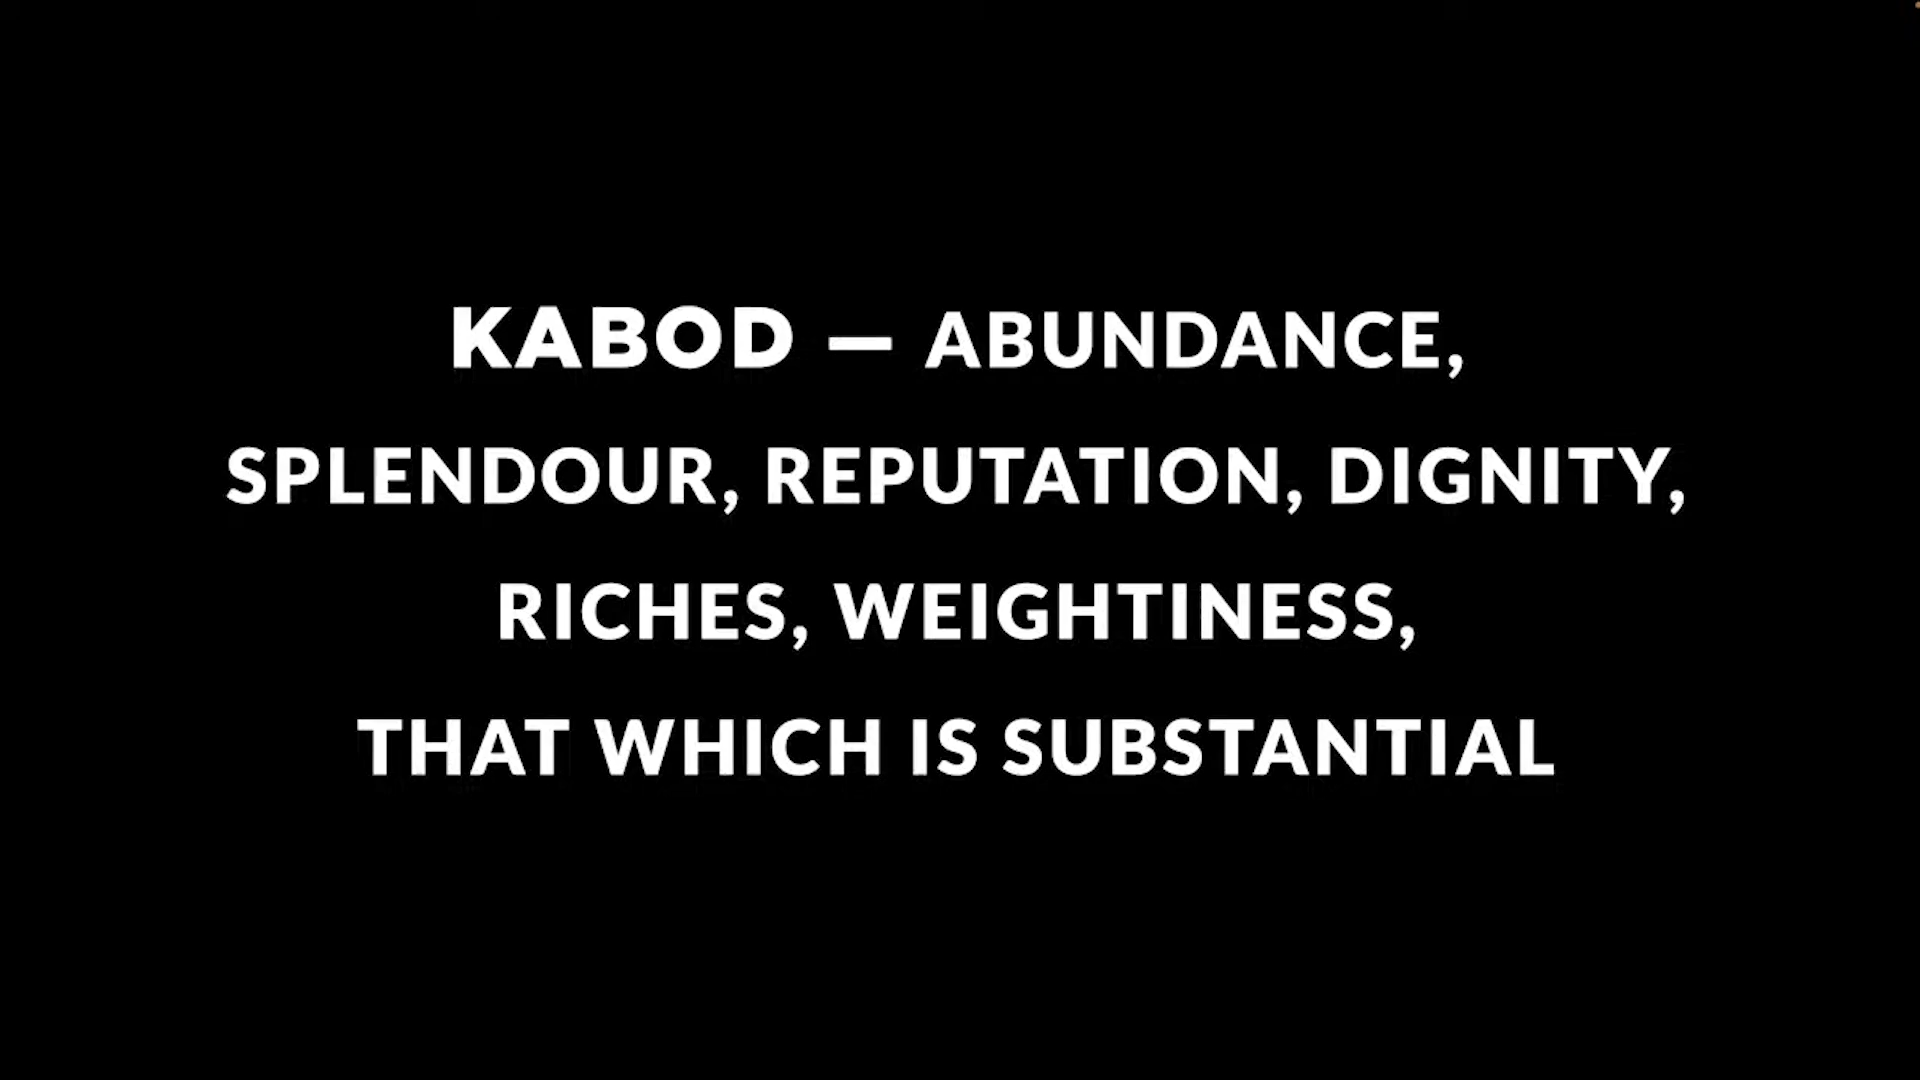 KABOD — ABUNDANCE,
SPLENDOUR, REPUTATION, DIGNITY,
RICHES, WEIGHTINESS,
THAT WHICH IS SUBSTANTIAL